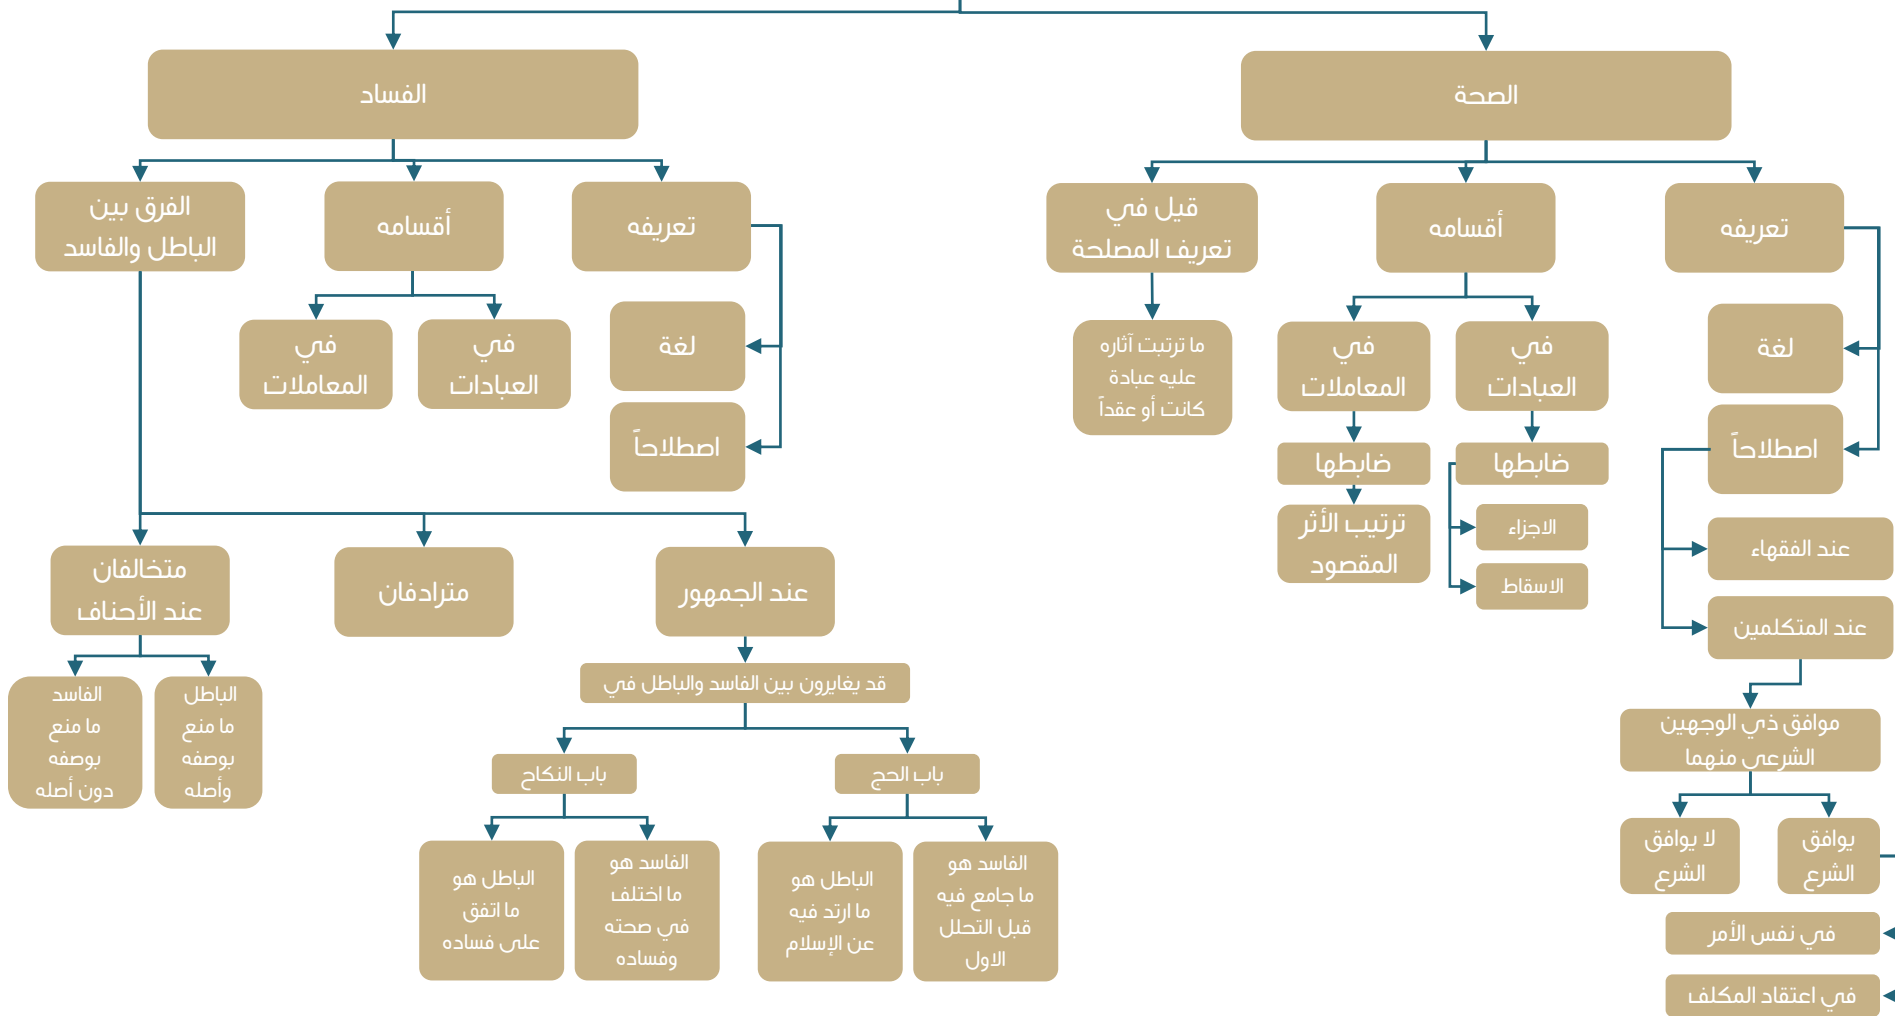 الصحة
الفساد
تعريفه
أقسامه
قيل في
تعريف المصلحة
تعريفه
أقسامه
الفرق بين
الباطل والفاسد
لغة
اصطلاحاً
عند الفقهاء
عند المتكلمين
موافق ذي الوجهين
الشرعي منهما
يوافق
الشرع
لا يوافق
الشرع
في نفس الأمر
في اعتقاد المكلف
في
العبادات
في
المعاملات
ضابطها
ضابطها
الاجزاء
الاسقاط
ترتيب الأثر
المقصود
ما ترتبت آثاره
عليه عبادة
كانت أو عقداً
لغة
اصطلاحاً
في
العبادات
في
المعاملات
عند الجمهور
مترادفان
متخالفان
عند الأحناف
قد يغايرون بين الفاسد والباطل في
باب الحج
باب النكاح
الفاسد هو
ما جامع فيه
قبل التحلل
الاول
الباطل هو
ما ارتد فيه
عن الإسلام
الفاسد هو
ما اختلف
في صحته
وفساده
الباطل هو
ما اتفق
على فساده
الباطل
ما منع
بوصفه
وأصله
الفاسد
ما منع
بوصفه
دون أصله